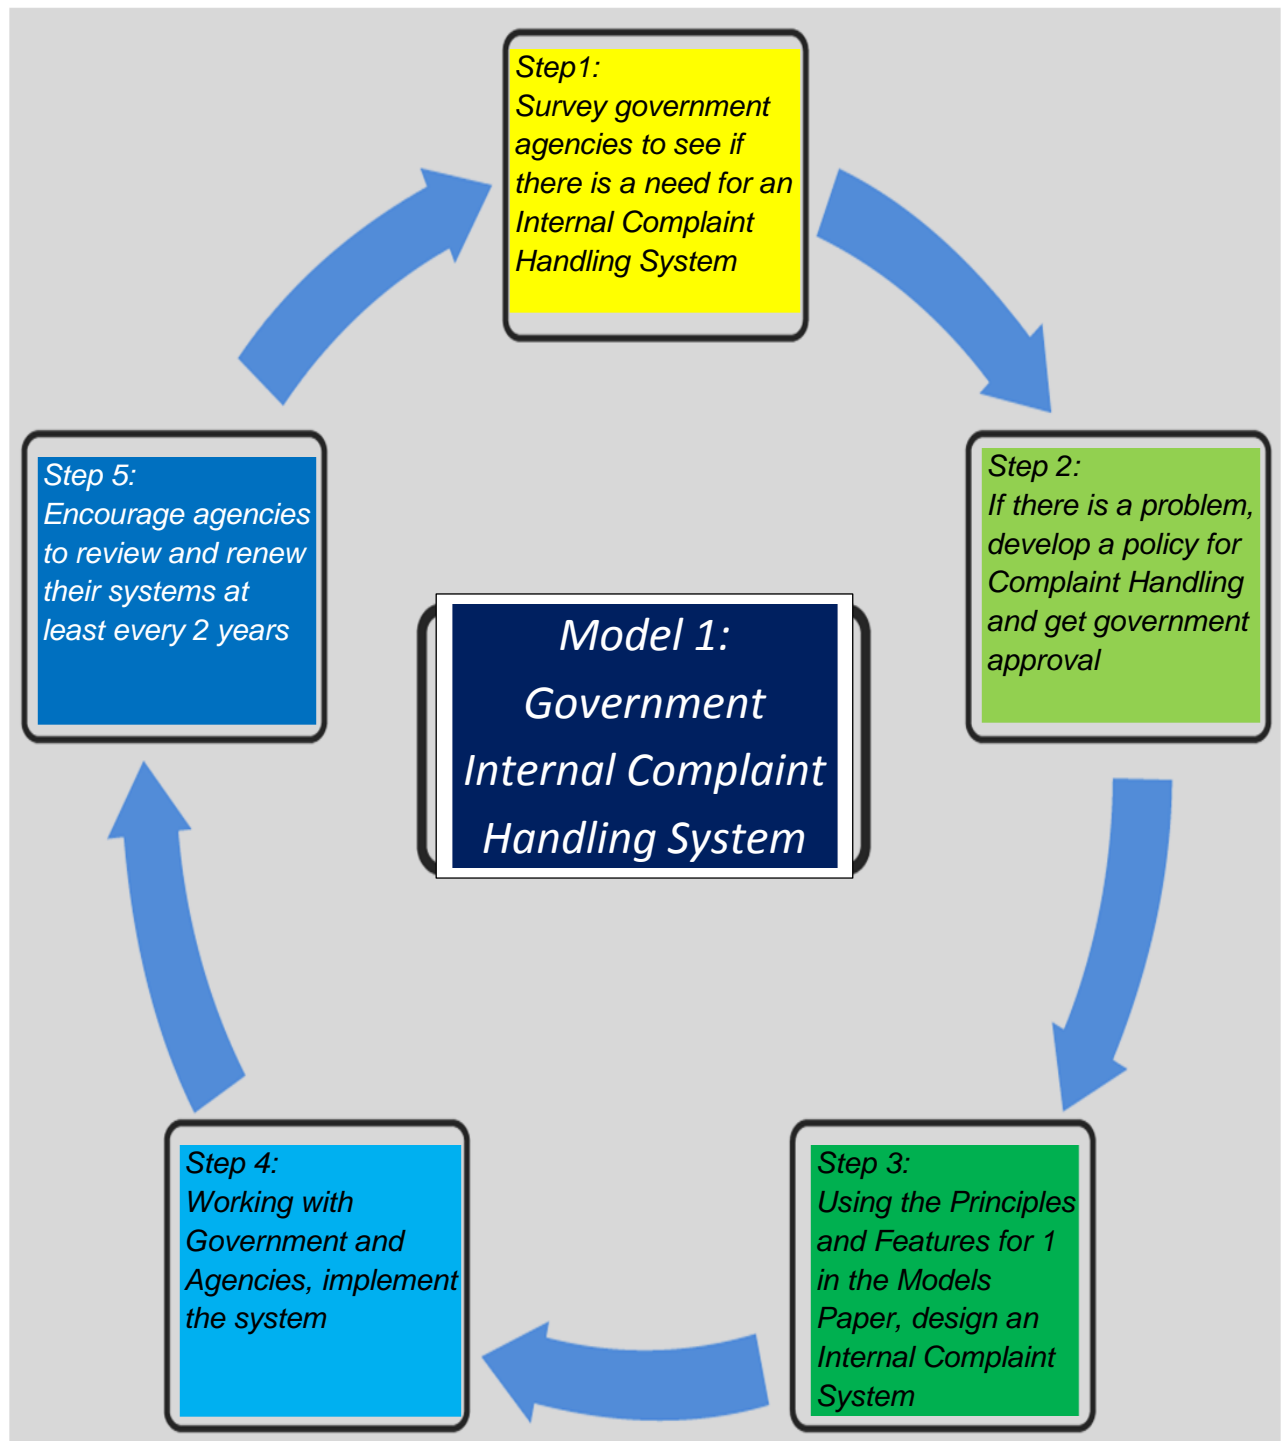 Step1:
Survey government
agencies to see if
there is a need for an
Internal Complaint
Handling System
Step 2:
If there is a problem,
develop a policy for
Complaint Handling
and get government
approval
Step 3:
Using the Principles
and Features for 1
in the Models
Paper, design an
Internal Complaint
System
Step 4:
Working with
Government and
Agencies, implement
the system
Step 5:
Encourage agencies
to review and renew
their systems at
least every 2 years
Model 1:
Government
Internal Complaint
Handling System